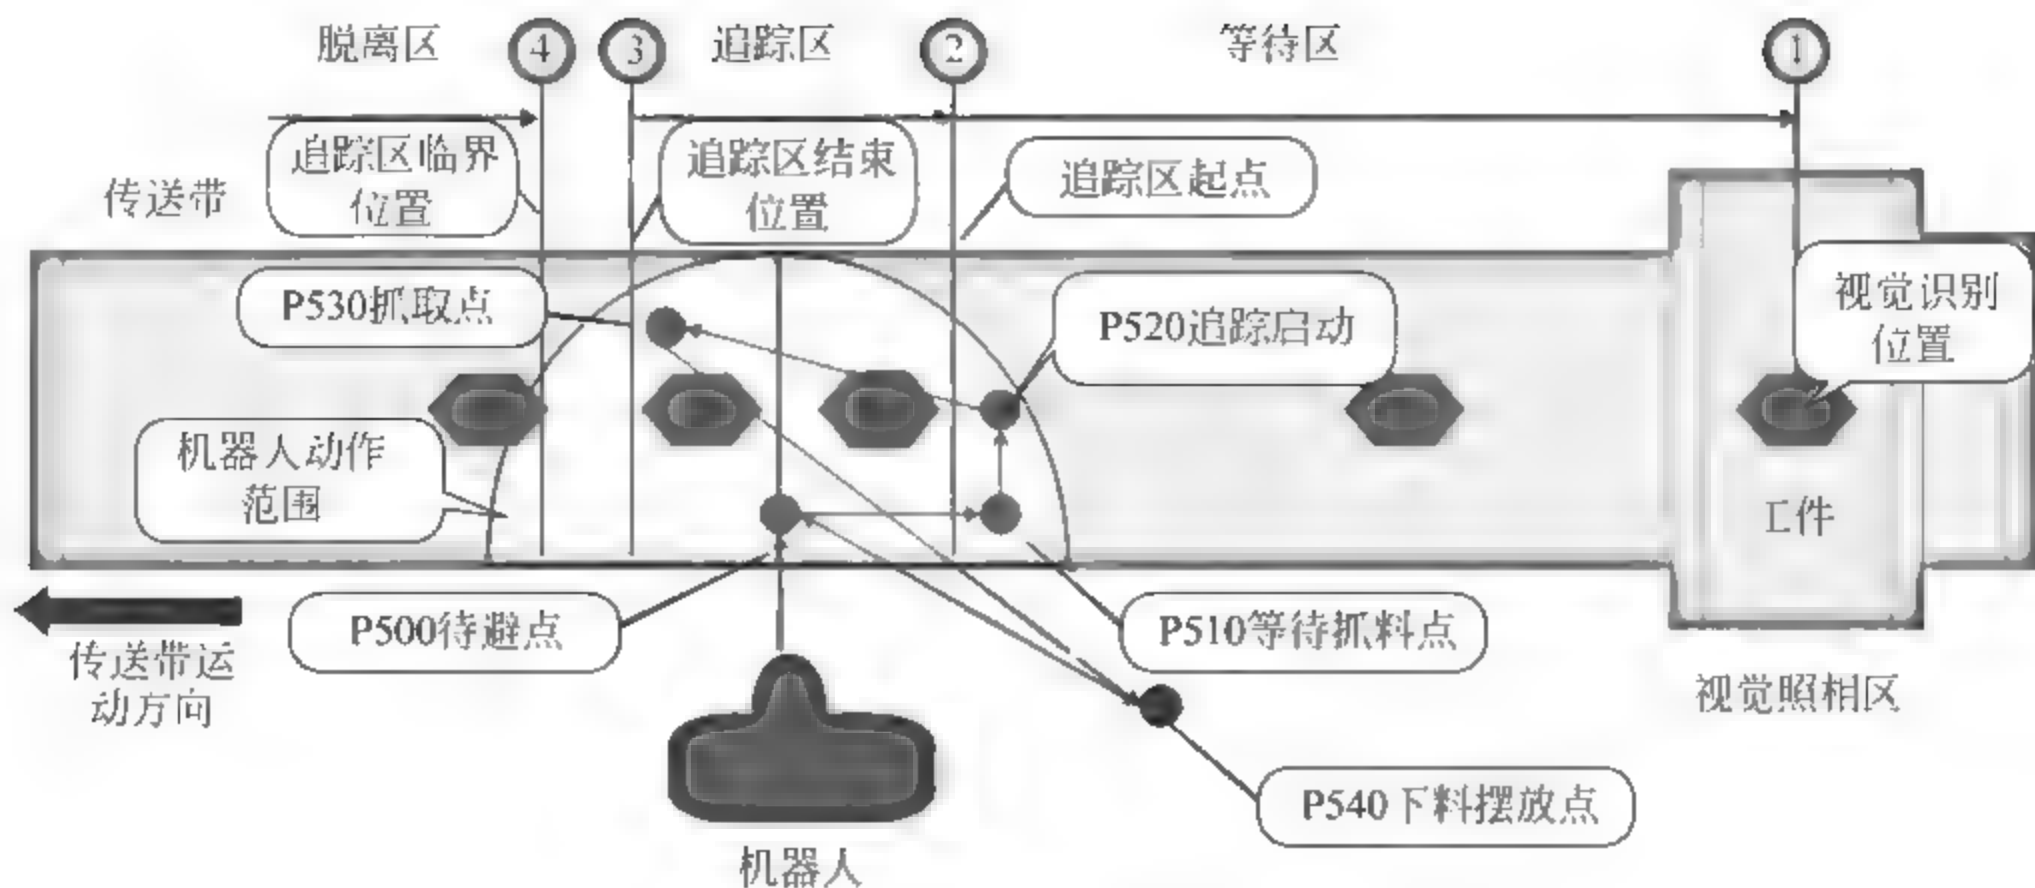 脱离区
④
③
追踪区
②
等待区
①
追踪区临界
位置
追踪区结束
位置
追踪区起点
传送带
P530抓取点
P520追踪启动
视觉识别
位置
机器人动作
范围
工件
P500待避点
P510等待抓料点
传送带运
动方向
视觉照相区
P540下料摆放点
机器人